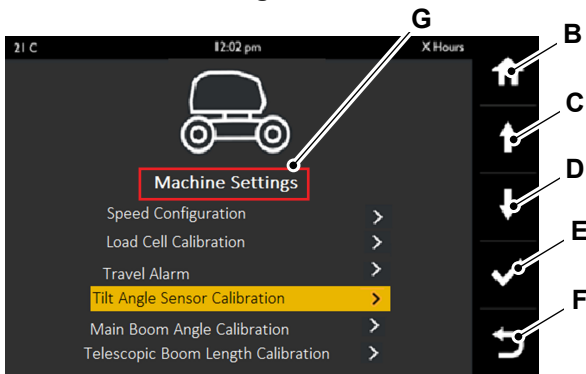 G
21 C 12:02 pm X Hours
B
C
Machine Settings
D
Speed Configuration
Load Cell Calibration
E
Travel Alarm
Tilt Angle Sensor Calibration
F
Main Boom Angle Calibration
Telescopic Boom Length Calibration